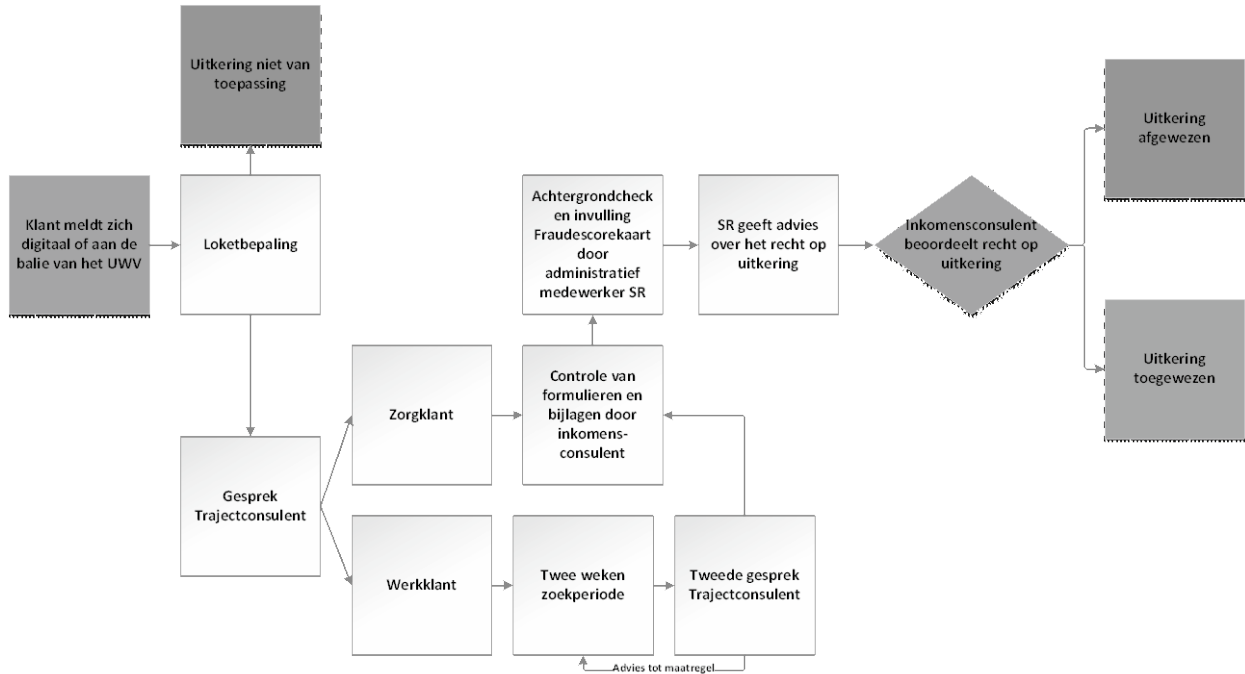 Uitkering niet van
toepassing
Klant meldt zich
digitaal of aan de
balie van het UWV
Loketbepaling
Achtergrondcheck
en invulling
Fraudescorekaart
door
administratief
medewerker SR
SR geeft advies
over het recht op
uitkering
Inkomensconsulent
beoordeelt recht op
uitkering
Uitkering
afgewezen
Uitkering
toegewezen
Zorgklant
Controle van
formulieren en
bijlagen door
inkomens-
consulent
Gesprek
Trajectconsulent
Werkklant
Twee weken
zoekperiode
Tweede gesprek
Trajectconsulent
Advies tot maatregel